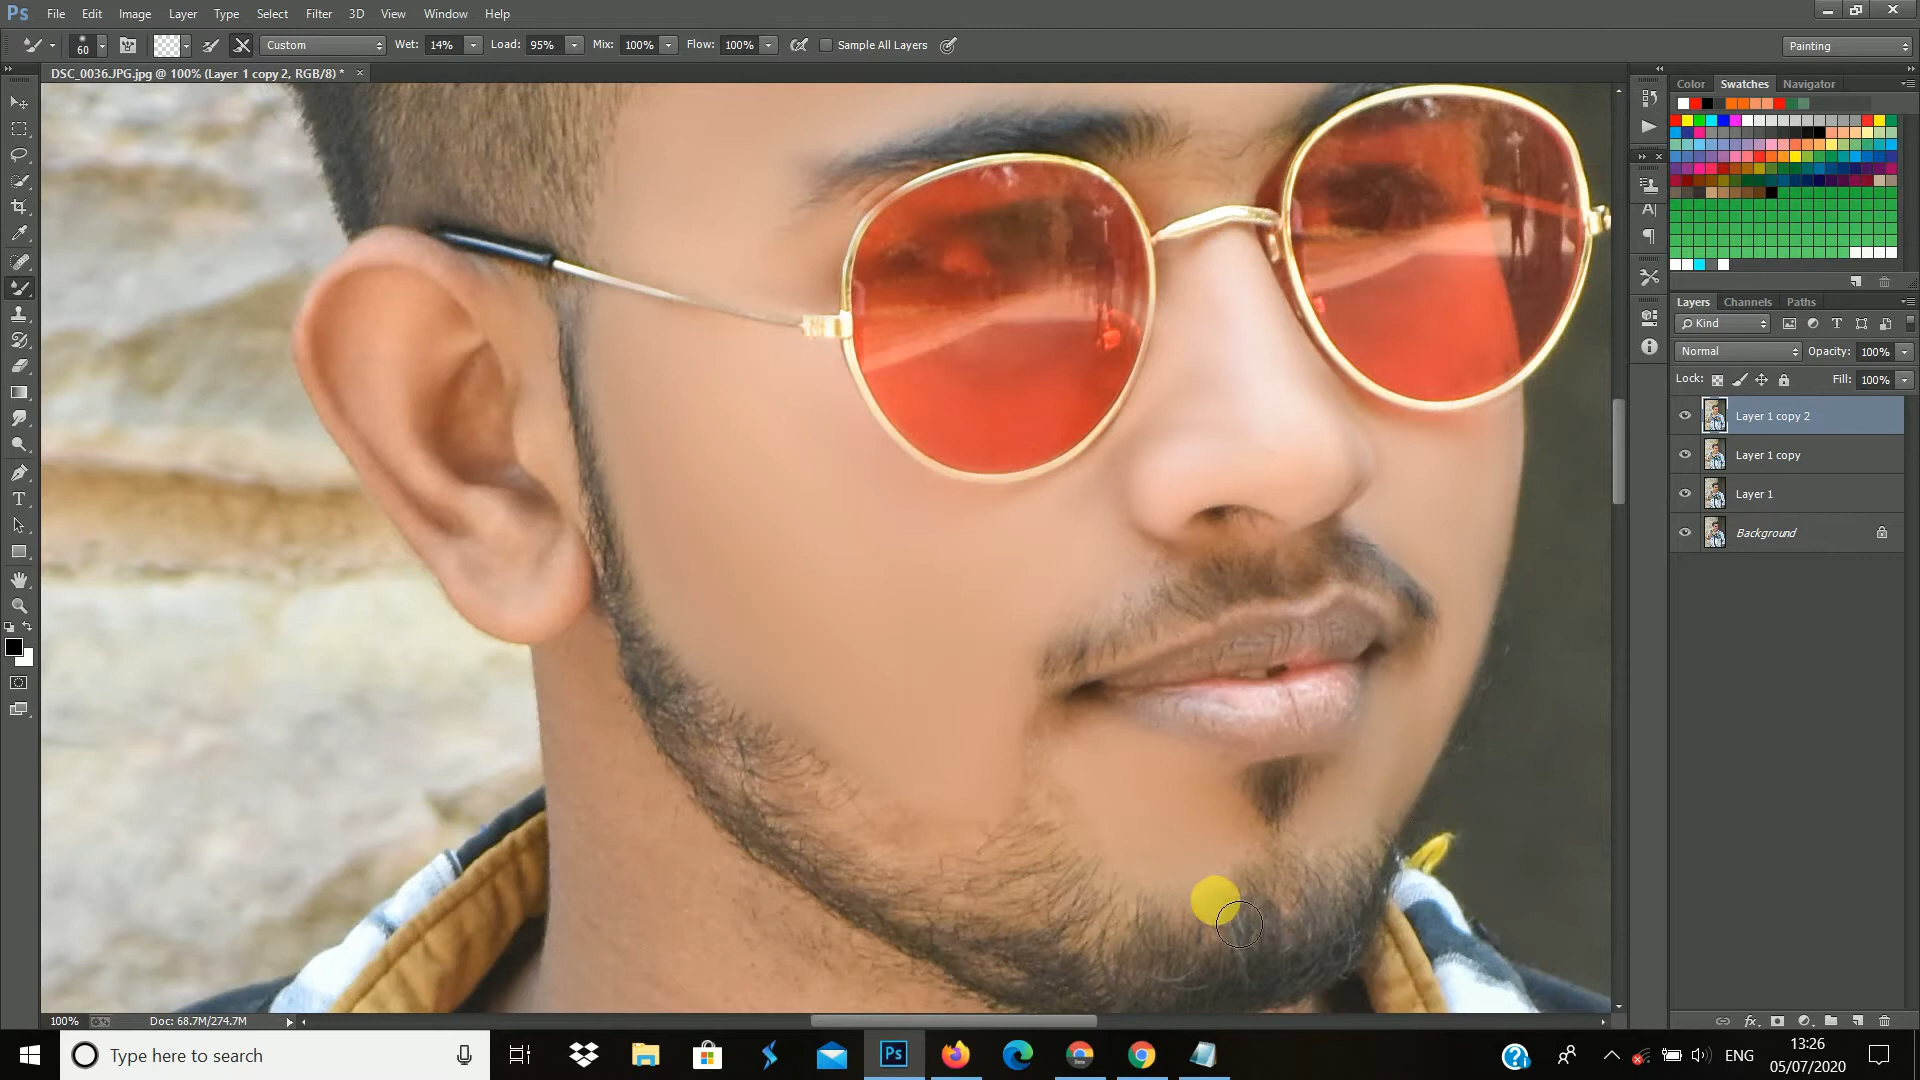 Ps File Edit Image Layer Type Select Filter 3D View Window Help
60 Custom Wet: 14% Load: 95% Mix: 100% Flow: 100% Sample All Layers Painting
DSC_0036.JPG.jpg @ 100% (Layer 1 copy 2, RGB/8) * ×
Color Swatches Navigator
Layers Channels Paths
Kind
Normal Opacity: 100%
Lock: Fill: 100%
Layer 1 copy 2
Layer 1 copy
Layer 1
Background
100% Doc: 68.7M/274.7M
Type here to search
Ps
ENG
13:26
05/07/2020